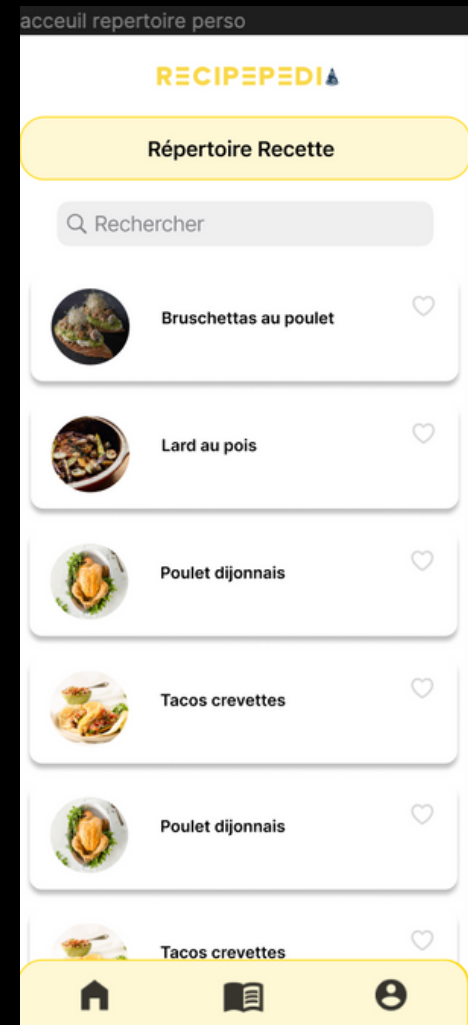 acceuil repertoire perso
RECIPEPEDIA
Répertoire Recette
Rechercher
Bruschettas au poulet
Lard au pois
Poulet dijonnais
Tacos crevettes
Poulet dijonnais
Tacos crevettes